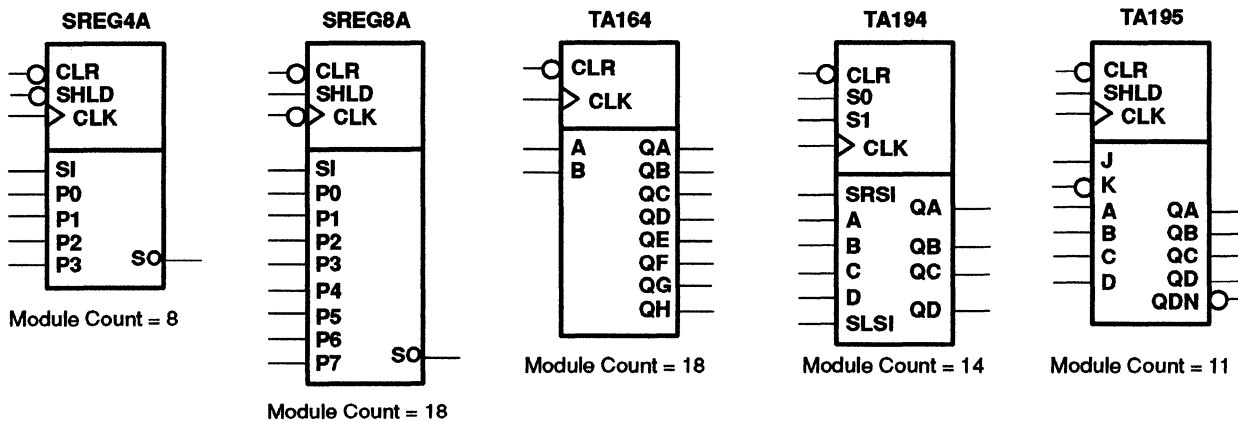 SREG4A
CLR
SHLD
CLK
SI
P0
P1
P2
P3
SO
Module Count = 8
SREG8A
CLR
SHLD
CLK
SI
P0
P1
P2
P3
P4
P5
P6
P7
SO
Module Count = 18
TA164
CLR
CLK
A QA
B QB
QC
QD
QE
QF
QG
QH
Module Count = 18
TA194
CLR
S0
S1
CLK
SRSI
QA
A
B QB
C QC
D
QD
SLSI
Module Count = 14
TA195
CLR
SHLD
CLK
J
K
A QA
B QB
C QC
D QD
QDN
Module Count = 11